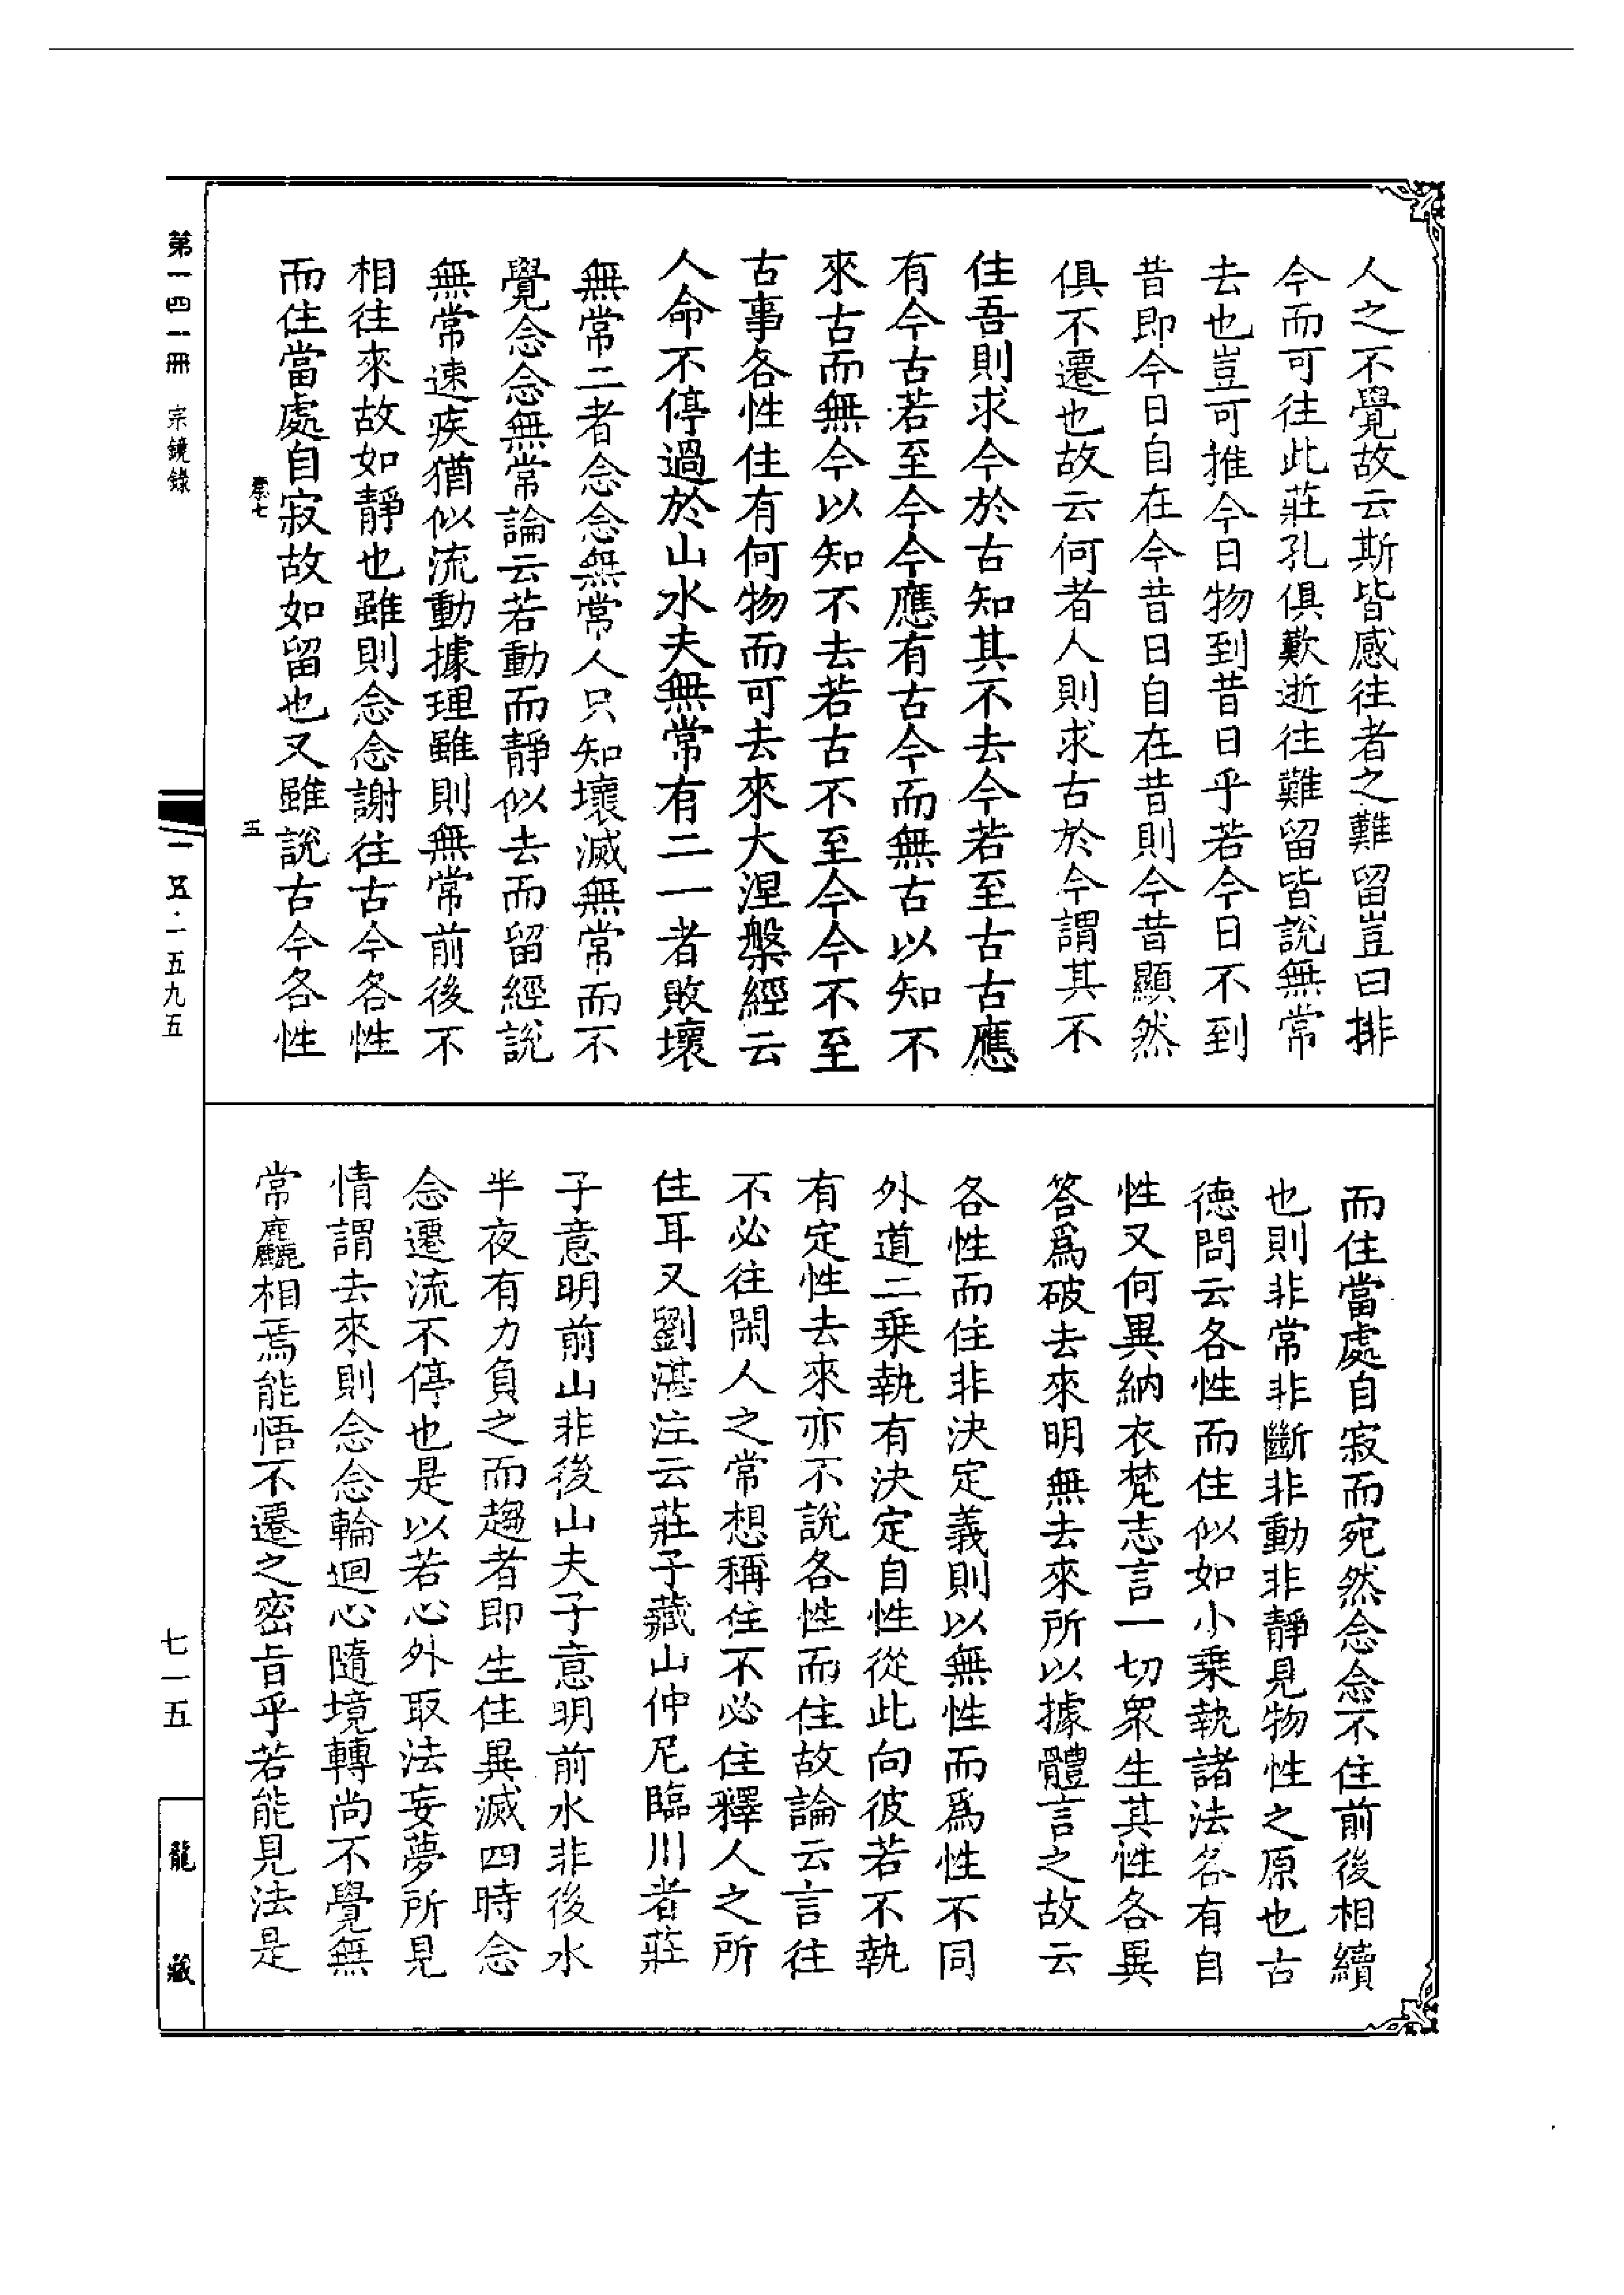 人之不覺故云斯皆感往者之難留豈曰排
今而可往此莊孔俱歎逝往難留皆說無常
去也豈可推今日物到昔日乎若今日不到
昔即今日自在今昔日自在昔則今昔顯然
俱不遷也故云何者人則求古於今謂其不
住吾則求今於古知其不去今若至古古應
有今古若至今今應有古今而無古以知不
來古而無今以知不去若古不至今今不至
古事各性住有何物而可去來大涅槃經云
人命不停過於山水夫無常有二一者敗壞
無常二者念念無常人只知壞滅無常而不
覺念念無常論云若動而靜似去而留經說
無常速疾猶似流動據理雖則無常前後不
相往來故如靜也雖則念念謝往古今各性
而住當處自寂故如留也又雖說古今各性
而住當處自寂而宛然念念不住前後相續
也則非常非斷非動非靜見物性之原也古
德問云各性而住似如小乗執諸法各有自
性又何異納衣梵志言一切眾生其性各異
答爲破去來明無去來所以據體言之故云
各性而住非決定義則以無性而爲性不同
外道二乗執有決定自性從此向彼若不執
有定性去來亦不說各性而住故論云言往
不必往閑人之常想稱住不必住釋人之所
住耳又劉湛注云莊子藏山仲尼臨川者莊
子意明前山非後山夫子意明前水非後水
半夜有力負之而趨者即生住異滅四時念
念遷流不停也是以若心外取法妄夢所見
情謂去來則念念輪迴心隨境轉尚不覺無
常麤相焉能悟不遷之密旨乎若能見法是
秦七
五
第一四一冊 宗鏡錄
一五·一五九五
七一五
龍藏